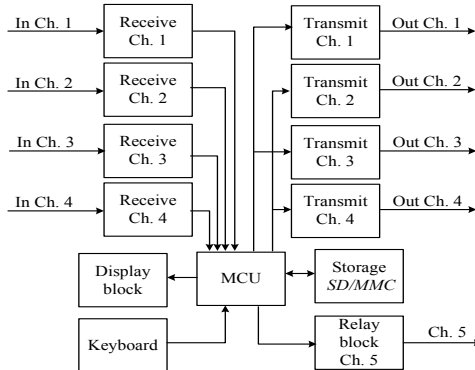 In Ch. 1
Receive
Ch. 1
Transmit
Ch. 1
Out Ch. 1
In Ch. 2
Receive
Ch. 2
Transmit
Ch. 2
Out Ch. 2
In Ch. 3
Receive
Ch. 3
Transmit
Ch. 3
Out Ch. 3
In Ch. 4
Receive
Ch. 4
Transmit
Ch. 4
Out Ch. 4
Display
block
MCU
Storage
SD/MMC
Keyboard
Relay
block
Ch. 5
Ch. 5